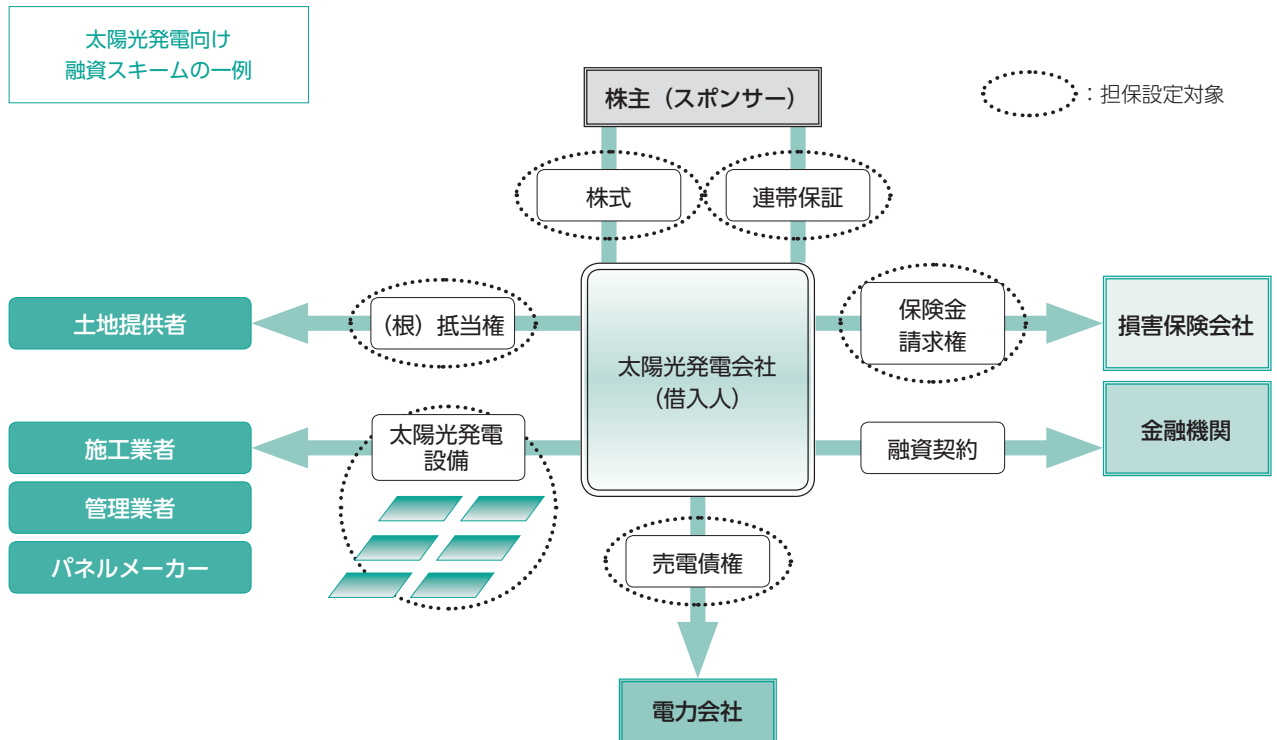 太陽光発電向け
融資スキームの一例
株主（スポンサー）
：担保設定対象
株式
連帯保証
土地提供者
（根）抵当権
保険金
請求権
損害保険会社
太陽光発電会社
（借入人）
施工業者
太陽光発電
設備
融資契約
金融機関
管理業者
パネルメーカー
売電債権
電力会社